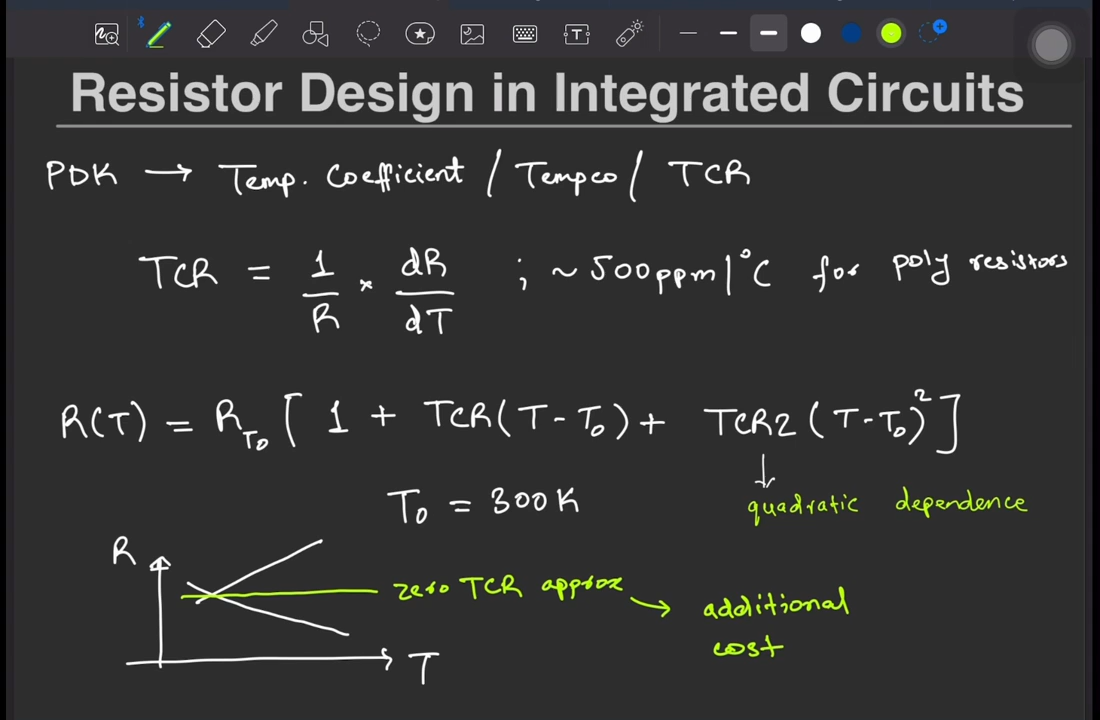 Resistor Design in Integrated Circuits
PDK → Temp. Coefficient / Tempco / TCR
TCR = 1/R × dR/dT ; ~ 500ppm/°C for poly resistors
R(T) = R_T₀ [ 1 + TCR(T-T₀) + TCR2 (T-T₀)² ]
T₀ = 300K
quadratic dependence
R
zero TCR approx → additional cost
T